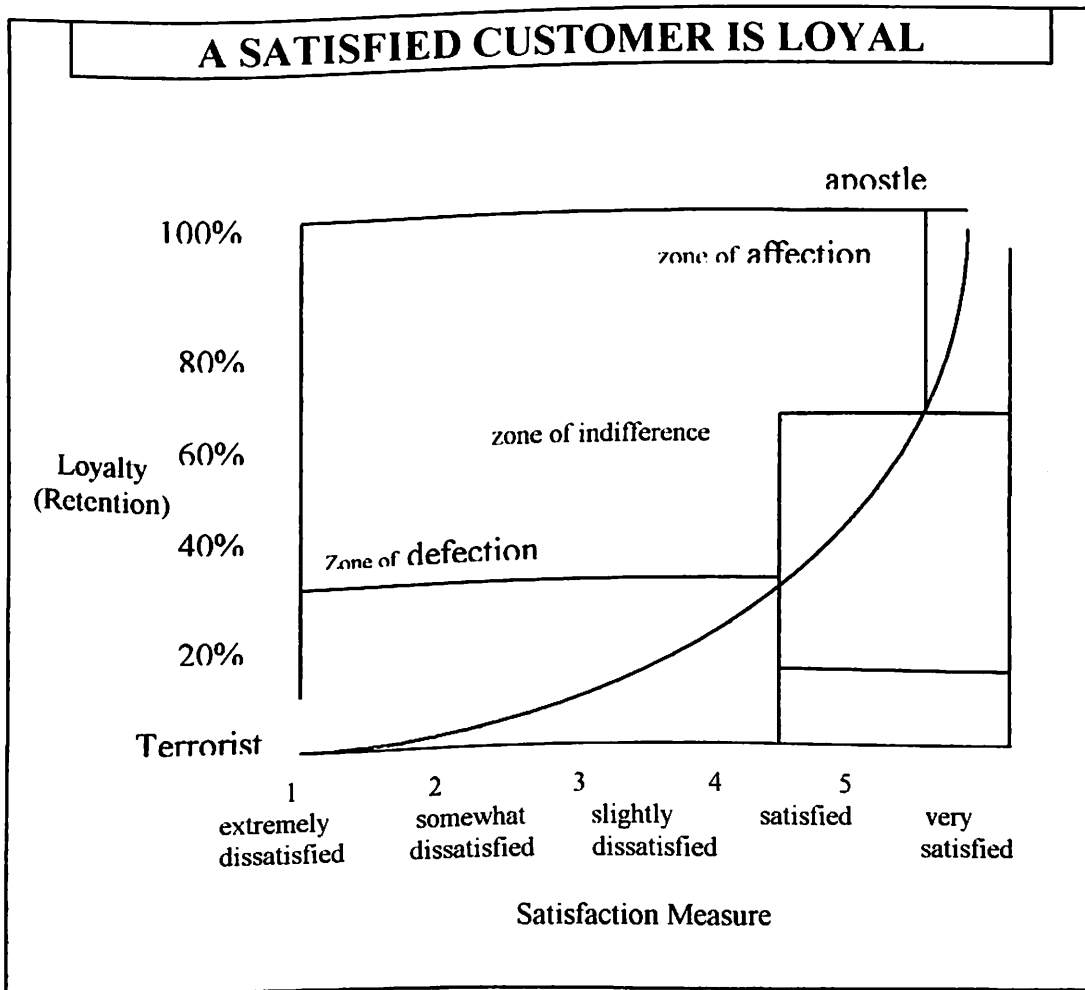 A SATISFIED CUSTOMER IS LOYAL
apostle
100%
zone of affection
80%
zone of indifference
60%
Loyalty
(Retention)
40%
Zone of defection
20%
Terrorist
1
2
3
4
5
extremely
dissatisfied
somewhat
dissatisfied
slightly
dissatisfied
satisfied
very
satisfied
Satisfaction Measure